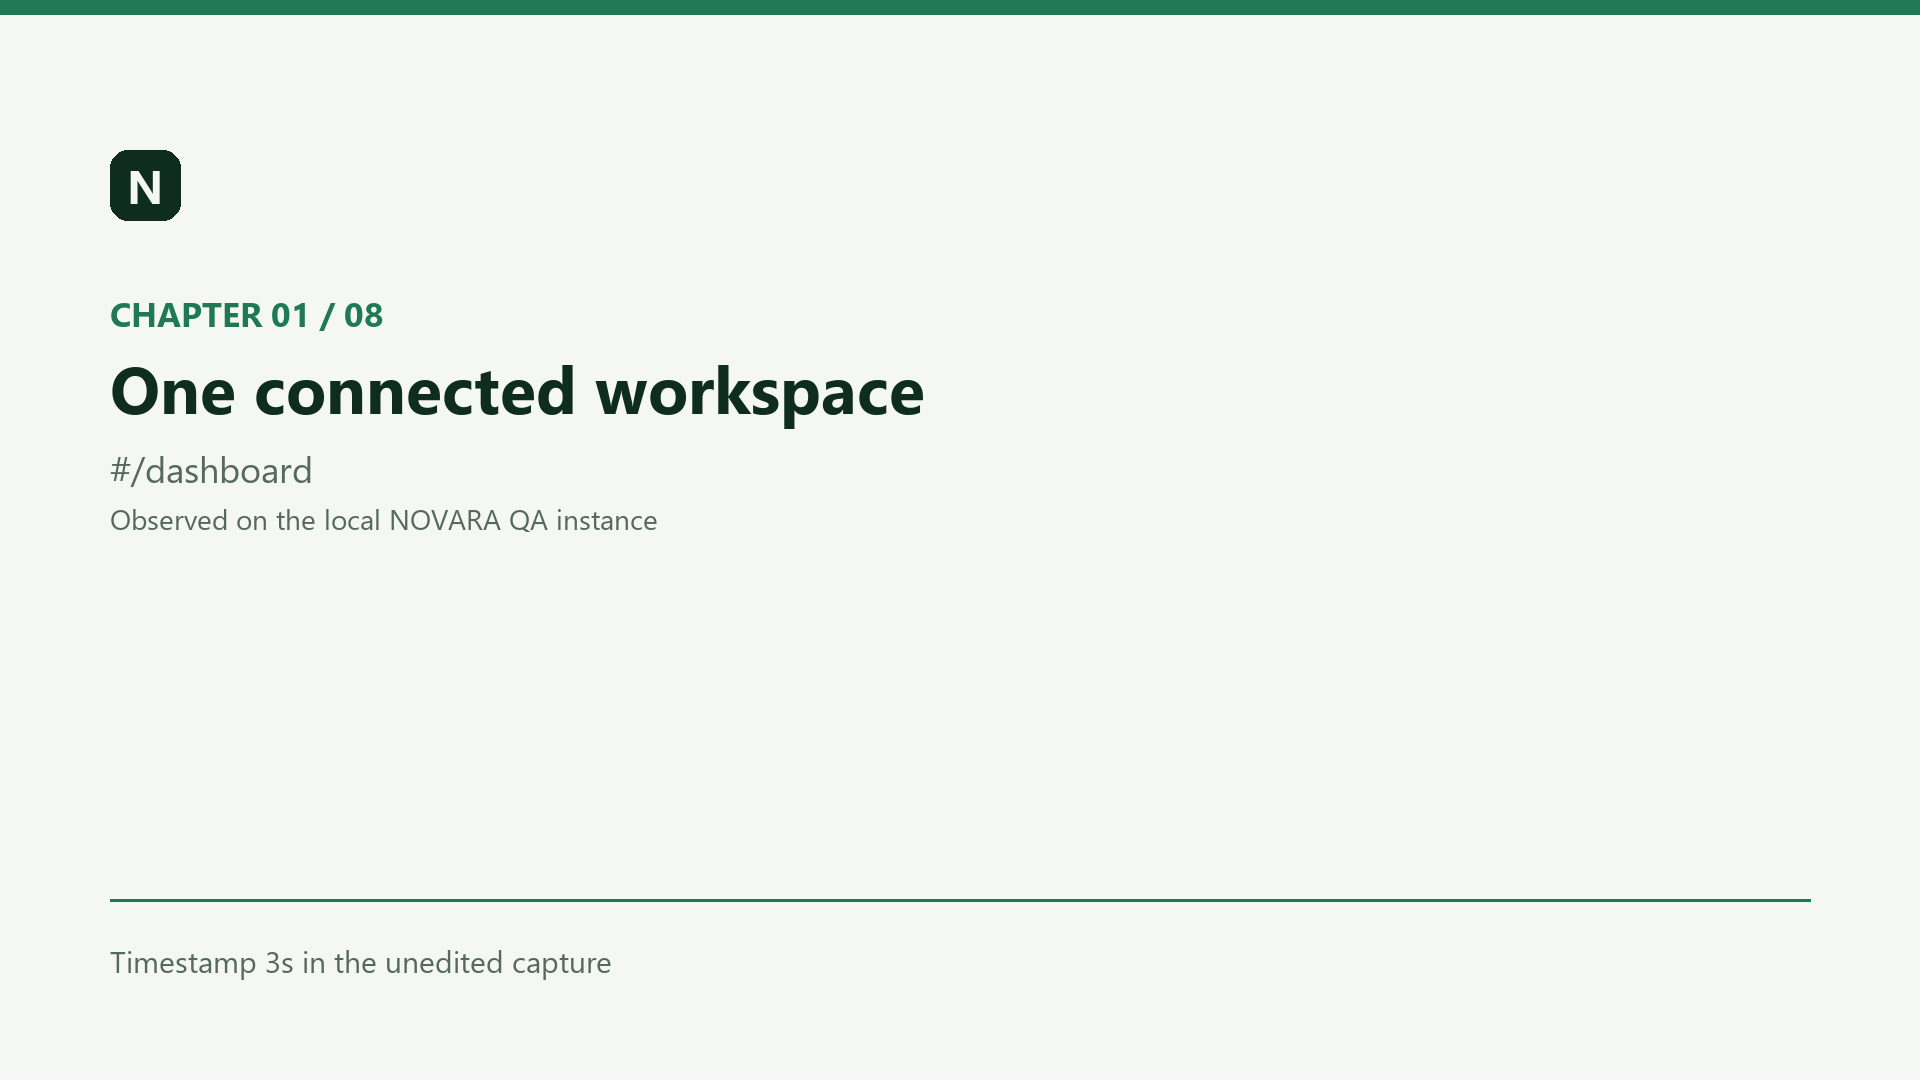 N
CHAPTER 01 / 08
One connected workspace
#/dashboard
Observed on the local NOVARA QA instance
Timestamp 3s in the unedited capture